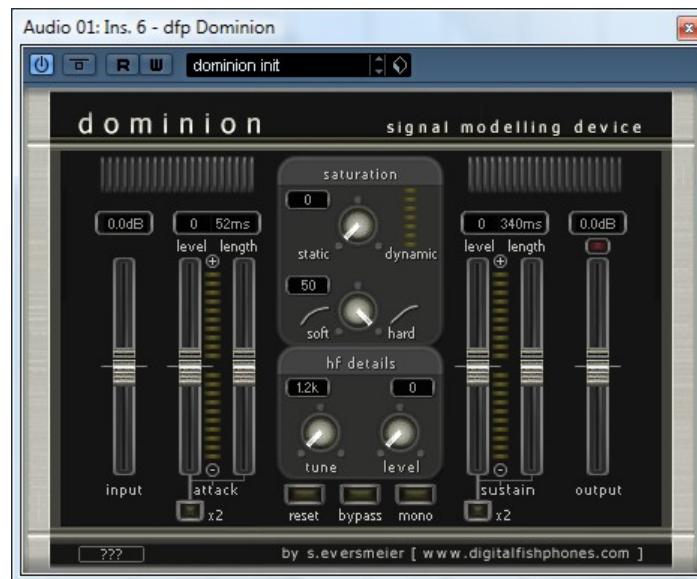 Audio 01: Ins. 6 - dfp Dominion
R W dominion init
dominion signal modelling device
saturation
0.0dB 0 52ms 0 0 340ms 0.0dB
level length static dynamic level length
50
soft hard
hf details
1.2k 0
tune level
input attack sustain output
x2 reset bypass mono x2
??? by s.eversmeier [ www.digitalfishphones.com ]